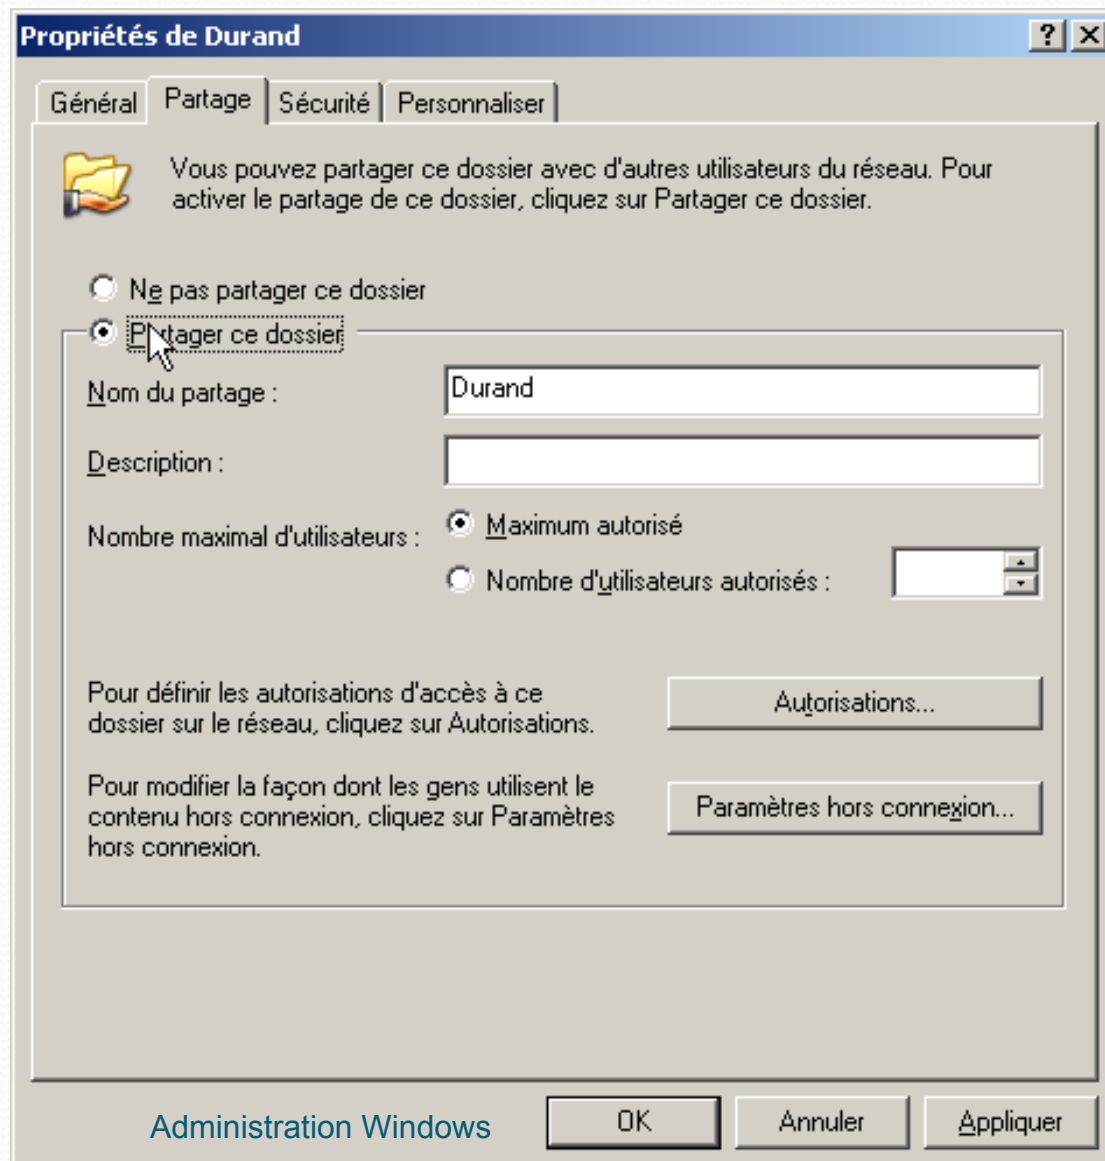 Propriétés de Durand
Général Partage Sécurité Personnaliser
Vous pouvez partager ce dossier avec d'autres utilisateurs du réseau. Pour
activer le partage de ce dossier, cliquez sur Partager ce dossier.
Ne pas partager ce dossier
Partager ce dossier
Nom du partage : Durand
Description :
Nombre maximal d'utilisateurs : Maximum autorisé
Nombre d'utilisateurs autorisés :
Pour définir les autorisations d'accès à ce
dossier sur le réseau, cliquez sur Autorisations.
Autorisations...
Pour modifier la façon dont les gens utilisent le
contenu hors connexion, cliquez sur Paramètres
hors connexion.
Paramètres hors connexion...
Administration Windows
OK Annuler Appliquer